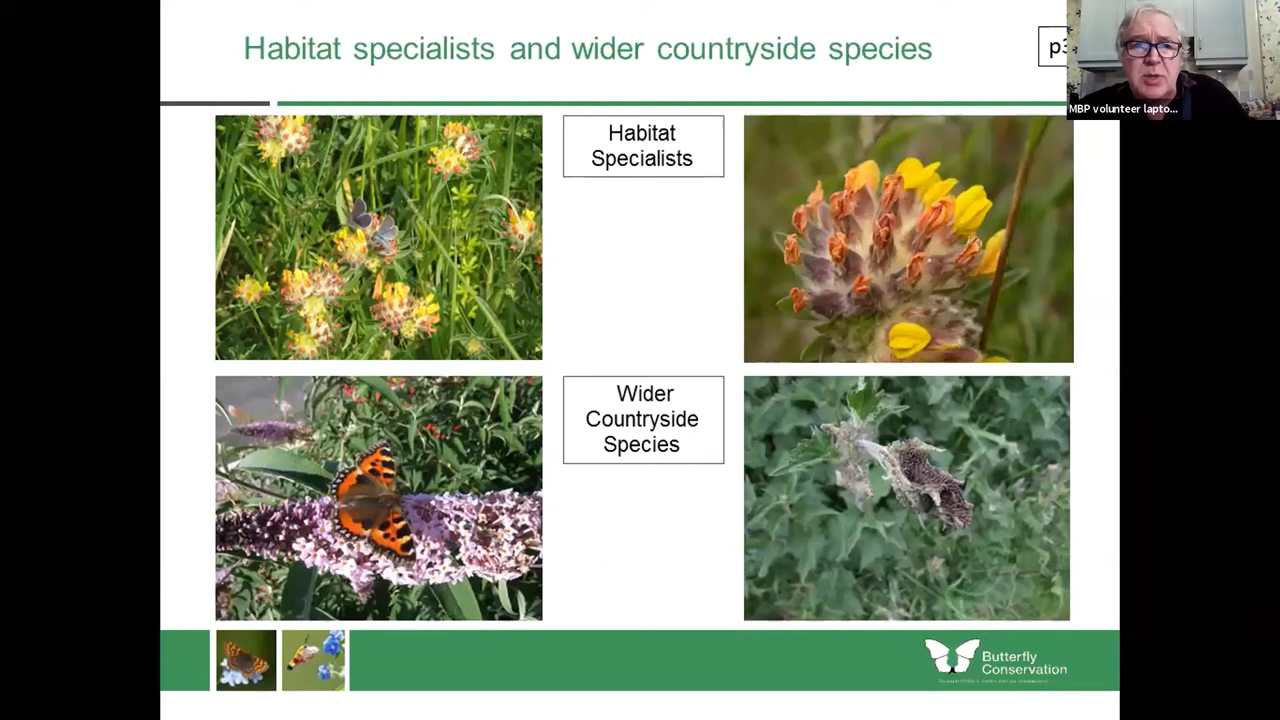 Habitat specialists and wider countryside species
MBP volunteer lapto...
Habitat
Specialists
Wider
Countryside
Species
Butterfly
Conservation